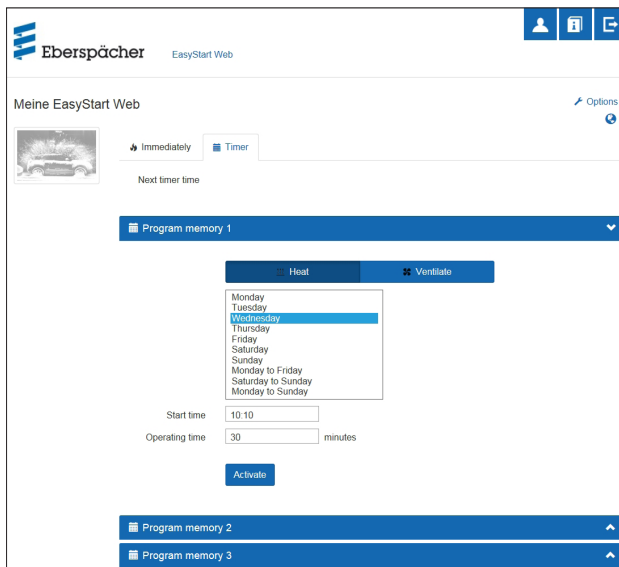 Eberspächer
EasyStart Web
Meine EasyStart Web
Options
Immediately
Timer
Next timer time
Program memory 1
Heat
Ventilate
Monday
Tuesday
Wednesday
Thursday
Friday
Saturday
Sunday
Monday to Friday
Saturday to Sunday
Monday to Sunday
Start time 10:10
Operating time 30 minutes
Activate
Program memory 2
Program memory 3